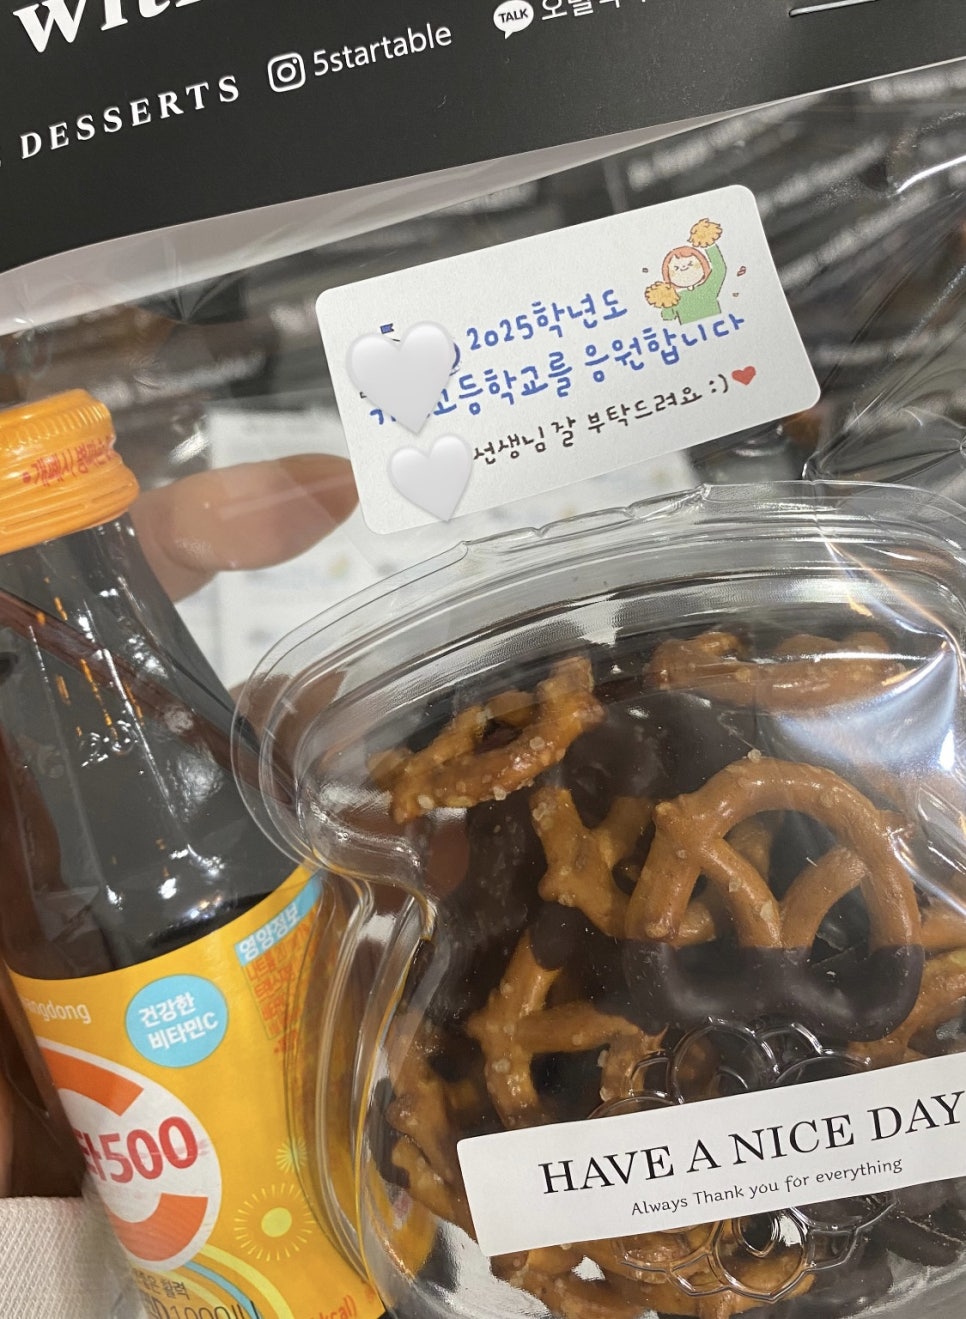 DESSERTS
5startable
TALK
2025학년도
고등학교를 응원합니다
선생님 잘 부탁드려요 :)
영양정보
건강한
비타민C
500
HAVE A NICE DAY
Always Thank you for everything